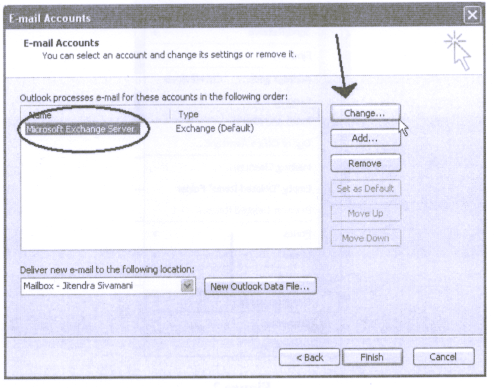 E-mail Accounts
E-mail Accounts
You can select an account and change its settings or remove it.
Outlook processes e-mail for these accounts in the following order:
Name Type
Microsoft Exchange Server Exchange (Default)
Change...
Add...
Remove
Set as Default
Move Up
Move Down
Deliver new e-mail to the following location:
Mailbox - Jitendra Sivamani
New Outlook Data File...
< Back Finish Cancel